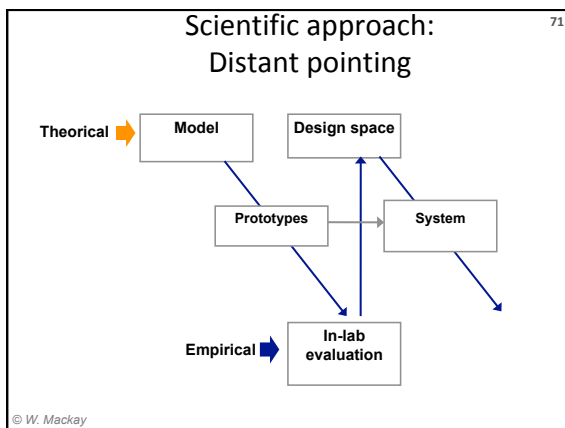 Scientific approach:
Distant pointing
71
Theorical
Model
Design space
Prototypes
System
Empirical
In-lab
evaluation
© W. Mackay